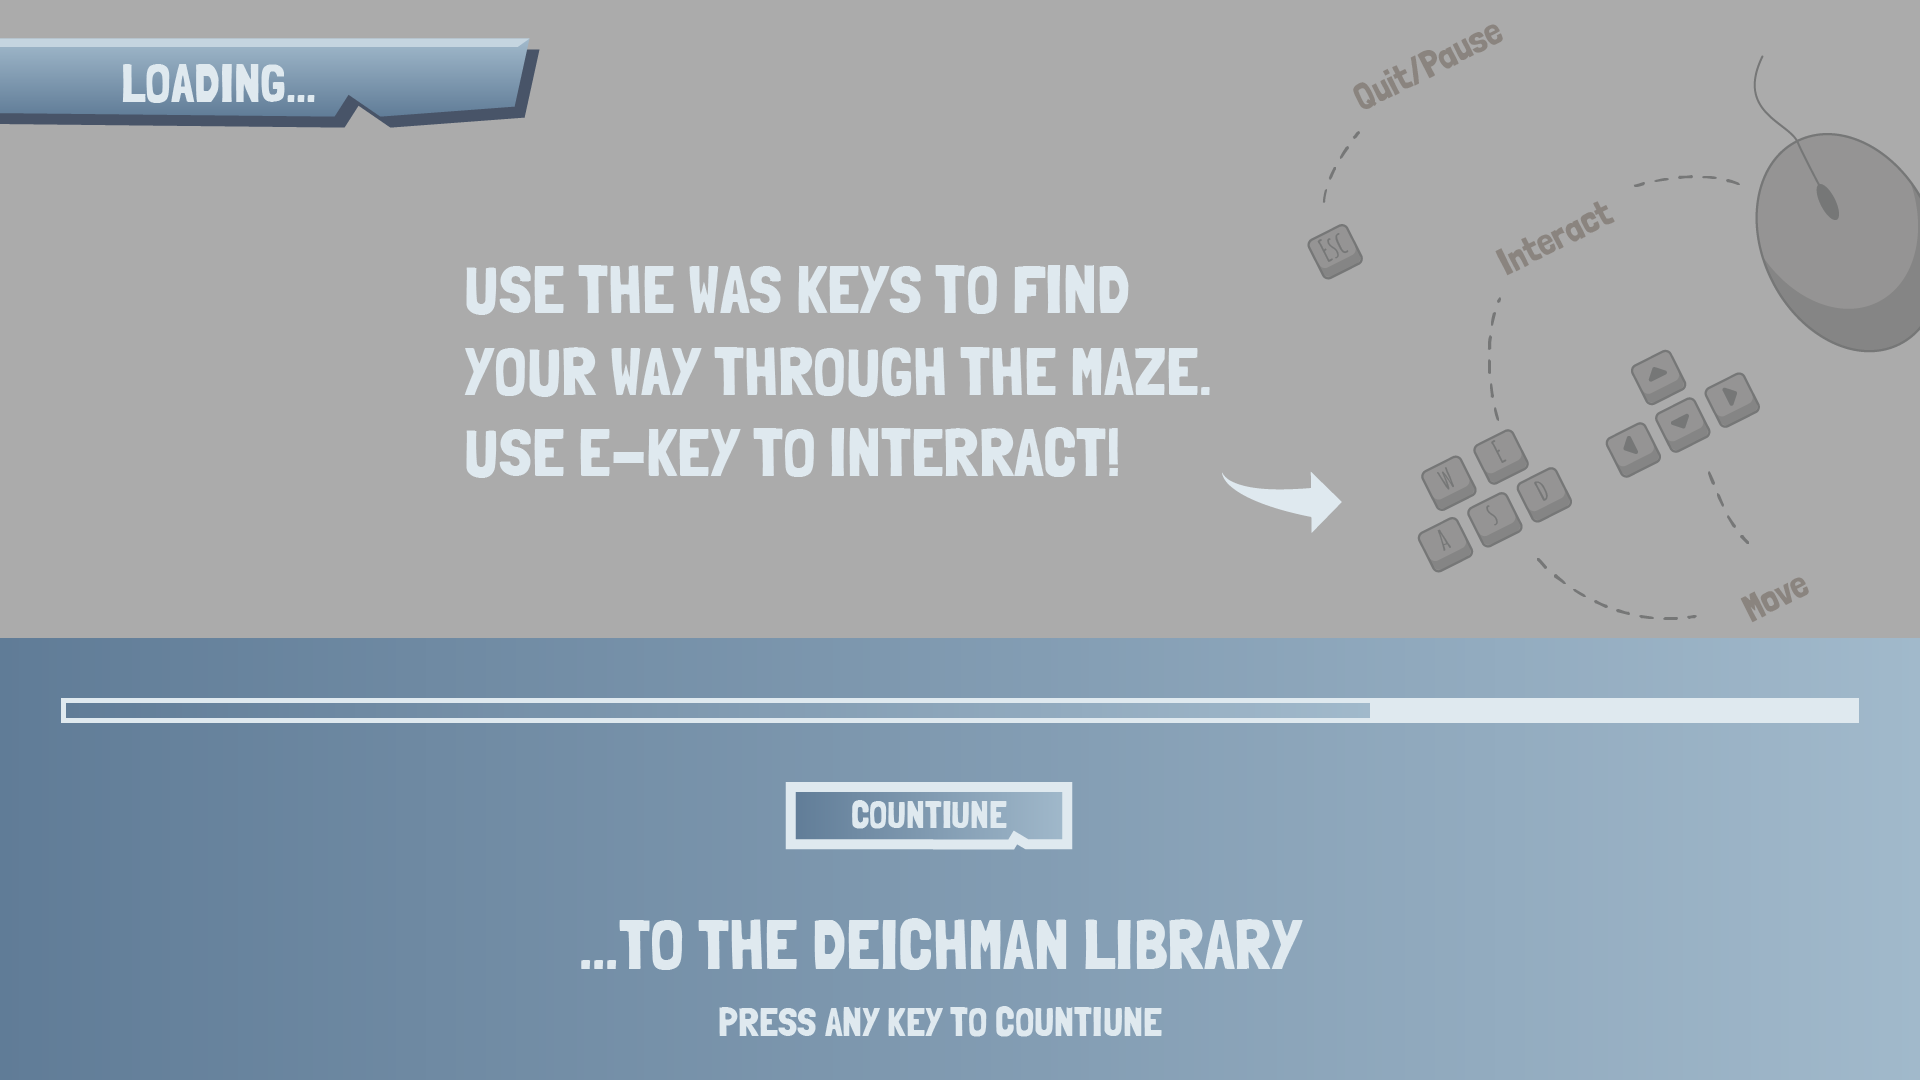 LOADING...
Quit/Pause
ESC
Interact
USE THE WAS KEYS TO FIND
YOUR WAY THROUGH THE MAZE.
USE E-KEY TO INTERRACT!
W E
A S D
Move
COUNTIUNE
...TO THE DEICHMAN LIBRARY
PRESS ANY KEY TO COUNTIUNE